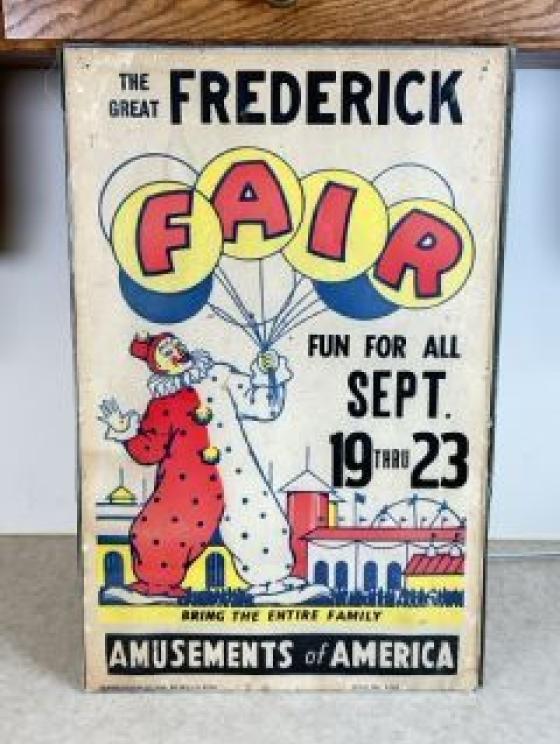 THE GREAT FREDERICK
FAIR
FUN FOR ALL
SEPT.
19 THRU 23
BRING THE ENTIRE FAMILY
AMUSEMENTS of AMERICA